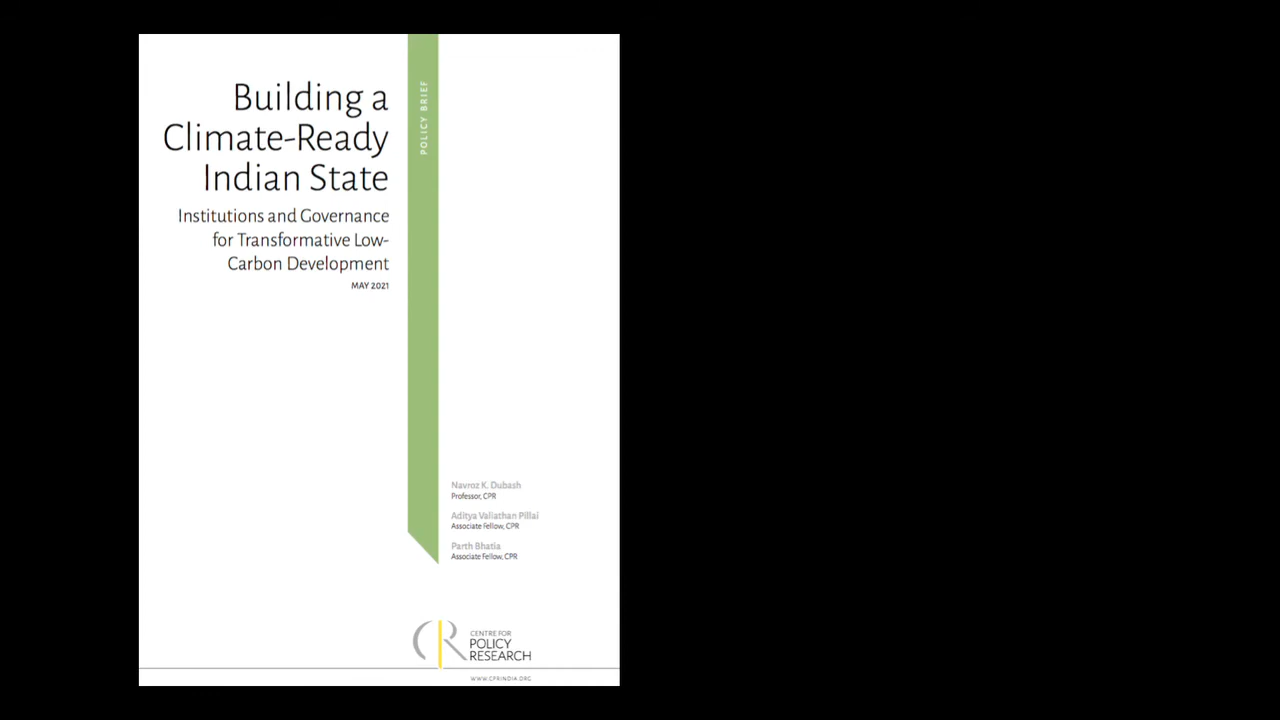 Building a
Climate-Ready
Indian State
Institutions and Governance
for Transformative Low-
Carbon Development
MAY 2021
POLICY BRIEF
Navroz K. Dubash
Professor, CPR
Aditya Valiathan Pillai
Associate Fellow, CPR
Parth Bhatia
Associate Fellow, CPR
CPR
CENTRE FOR
POLICY
RESEARCH
WWW.CPRINDIA.ORG